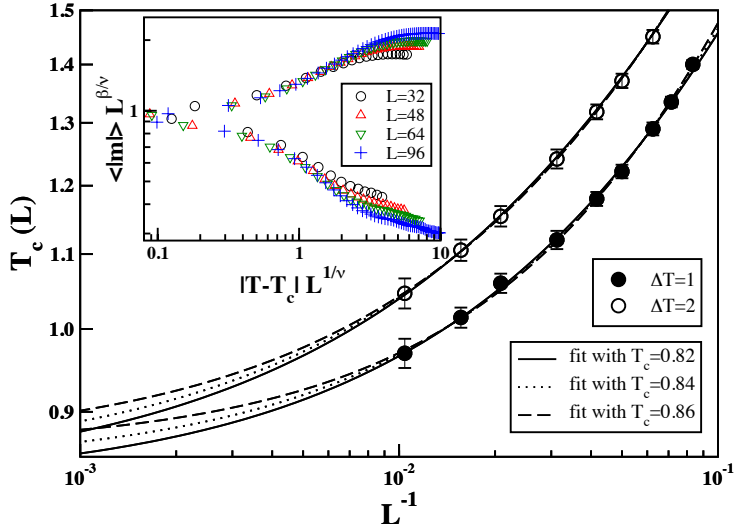 1.5
1.4
1.3
1.2
1.1
1.0
0.9
T_c (L)
10^-3
10^-2
10^-1
L^-1
<|m|> L^β/ν
1
0.1
1
10
|T-T_c| L^1/ν
L=32
L=48
L=64
L=96
ΔT=1
ΔT=2
fit with T_c=0.82
fit with T_c=0.84
fit with T_c=0.86